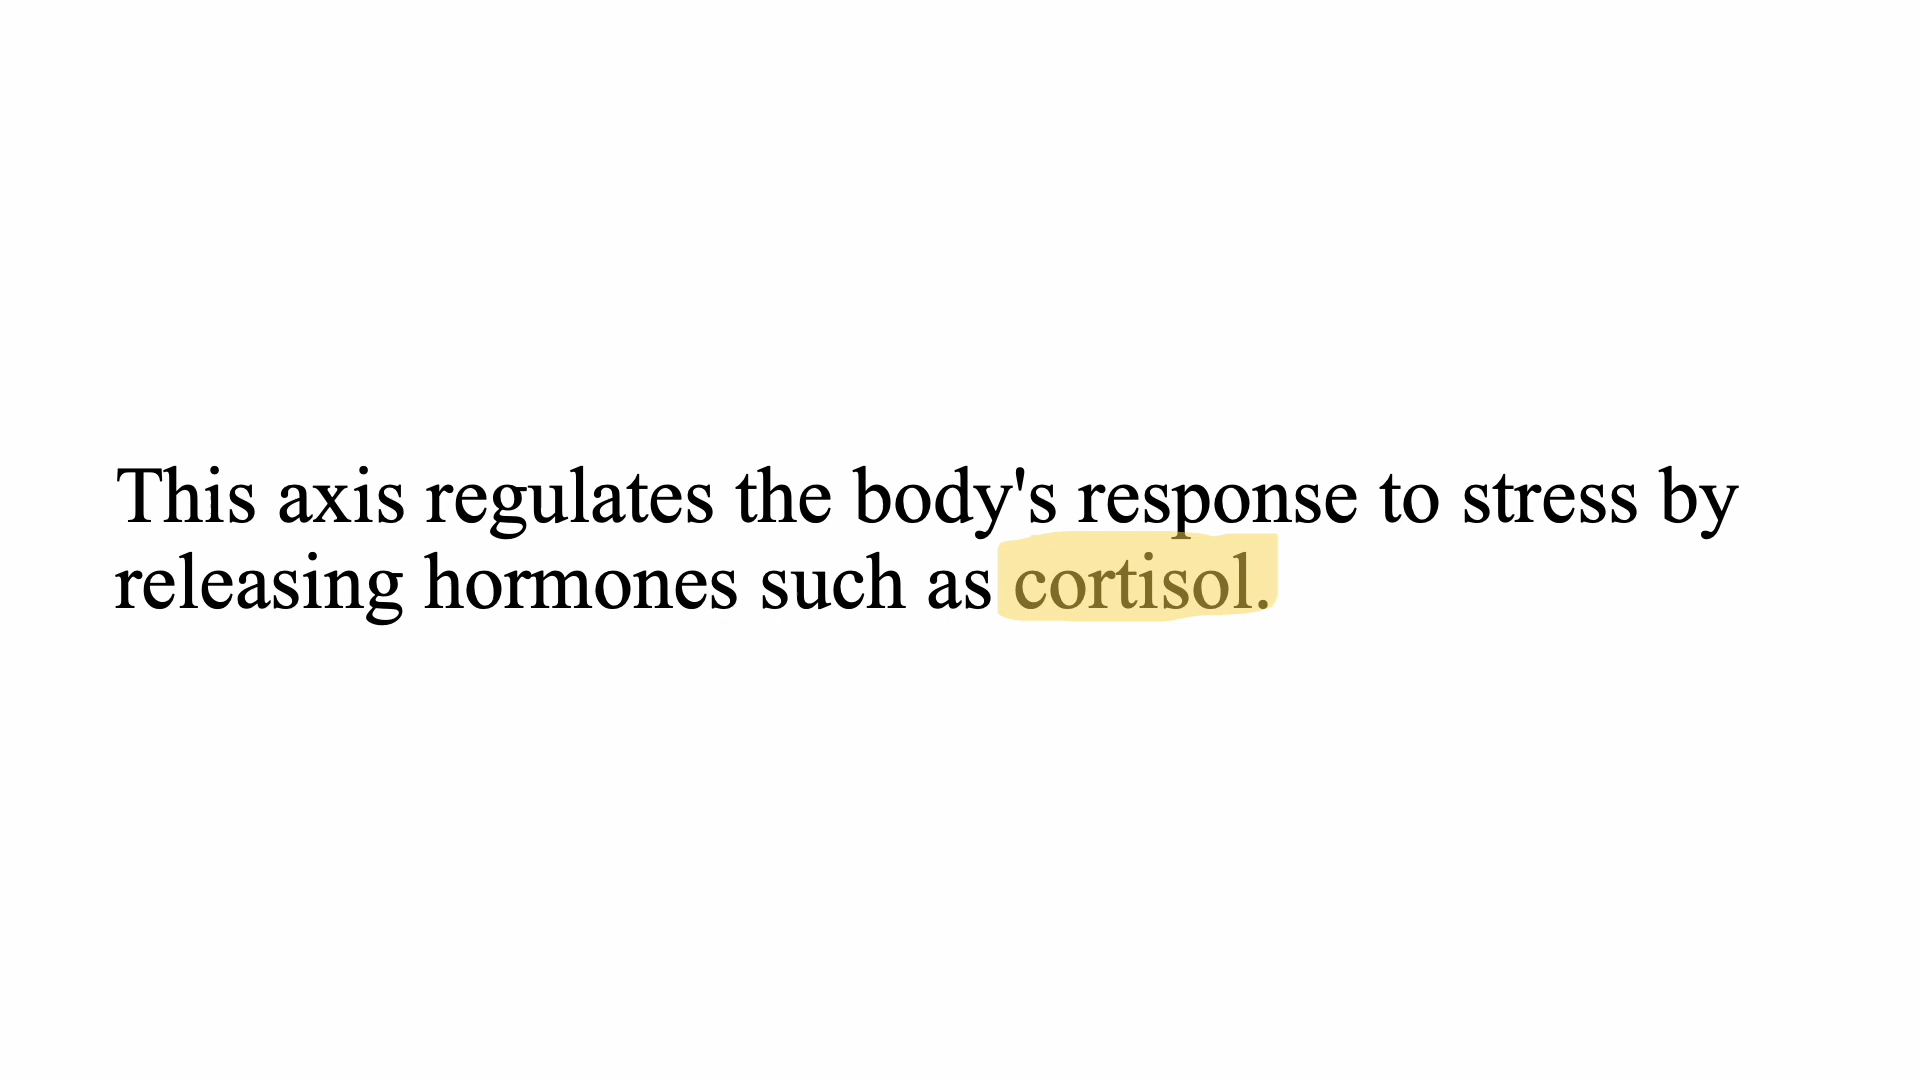 This axis regulates the body's response to stress by
releasing hormones such as cortisol.